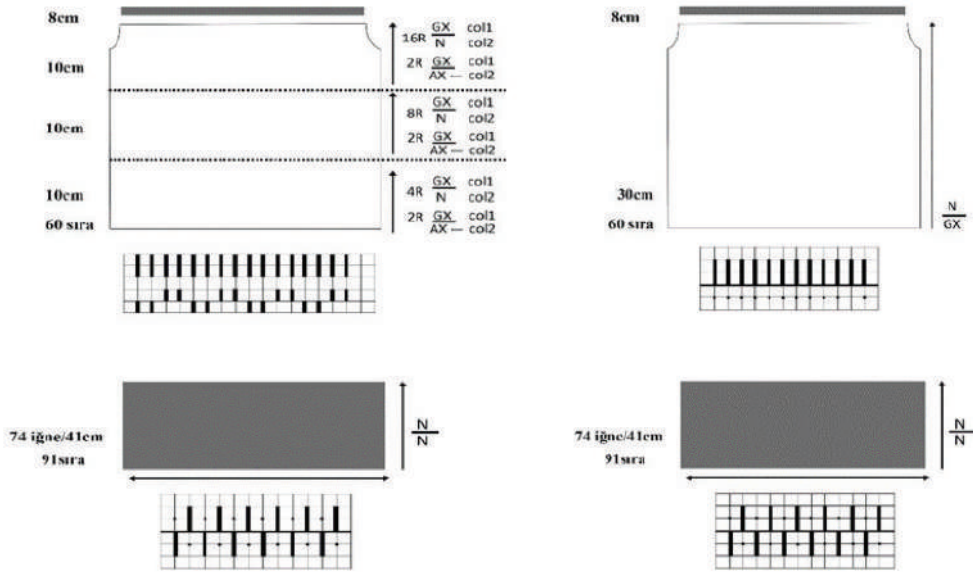 8cm
16R GX col1
N col2
10cm
2R GX col1
AX — col2
8R GX col1
N col2
10cm
2R GX col1
AX — col2
10cm
4R GX col1
N col2
60 sıra
2R GX col1
AX — col2
8cm
30cm
60 sıra
N
GX
74 iğne/41cm
91sıra
N
N
74 iğne/41cm
91sıra
N
N